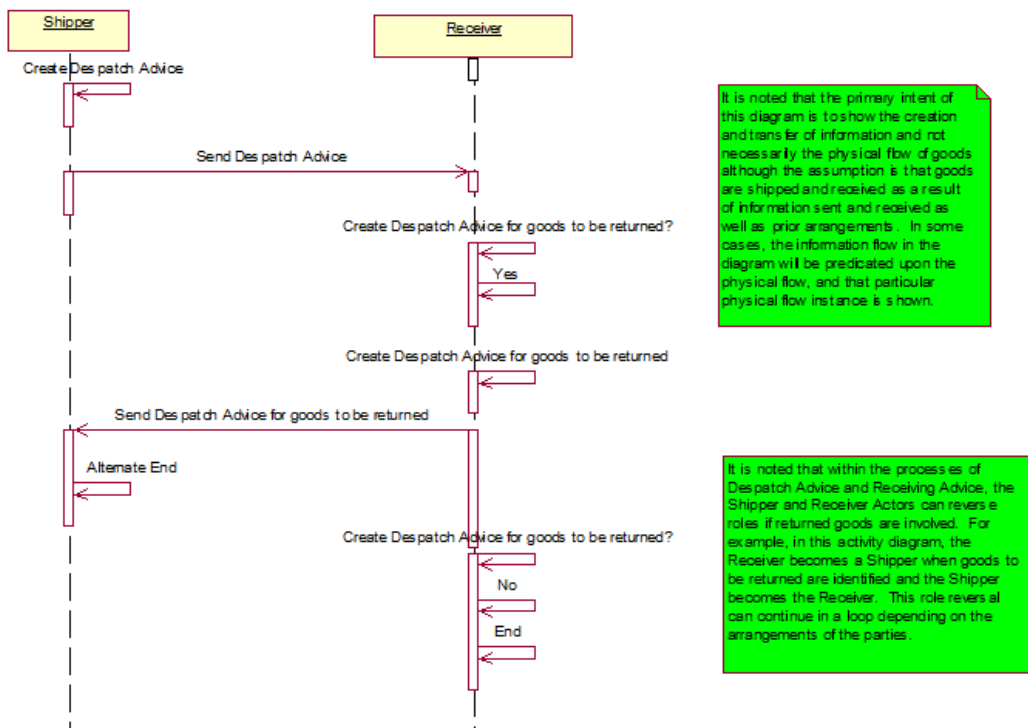 Shipper
Receiver
Create Despatch Advice
Send Despatch Advice
Create Despatch Advice for goods to be returned?
Yes
Create Despatch Advice for goods to be returned
Send Despatch Advice for goods to be returned
Alternate End
Create Despatch Advice for goods to be returned?
No
End
It is noted that the primary intent of
this diagram is to show the creation
and transfer of information and not
necessarily the physical flow of goods
although the assumption is that goods
are shipped and received as a result
of information sent and received as
well as prior arrangements. In some
cases, the information flow in the
diagram will be predicated upon the
physical flow, and that particular
physical flow instance is shown.
It is noted that within the processes of
Despatch Advice and Receiving Advice, the
Shipper and Receiver Actors can reverse
roles if returned goods are involved. For
example, in this activity diagram, the
Receiver becomes a Shipper when goods to
be returned are identified and the Shipper
becomes the Receiver. This role reversal
can continue in a loop depending on the
arrangements of the parties.